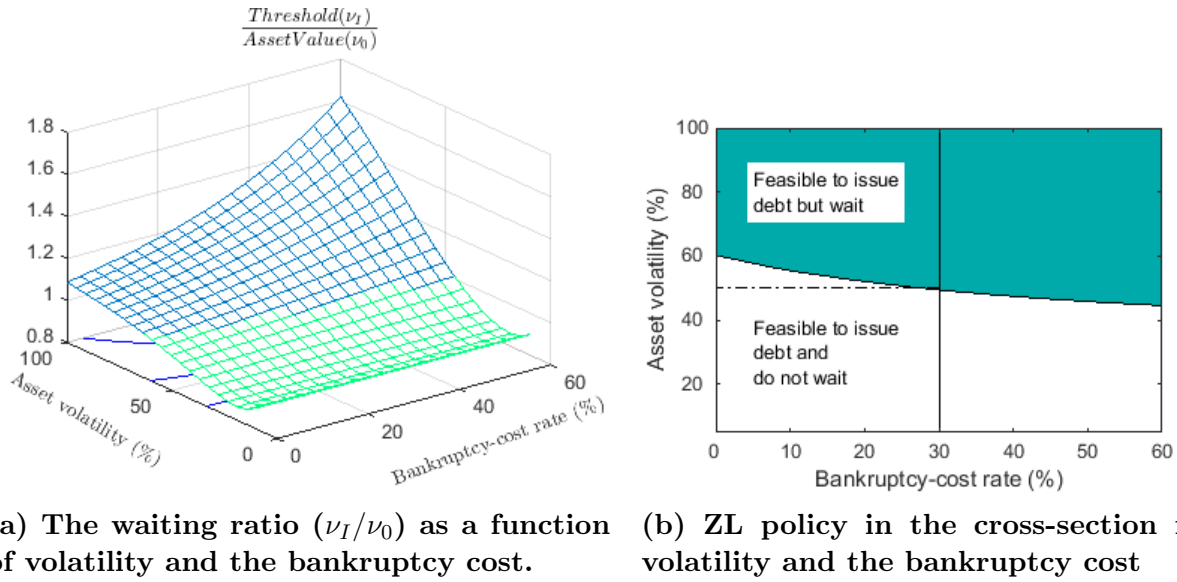 Threshold(ν_I)
AssetValue(ν_0)
1.8
1.6
1.4
1.2
1
0.8
100
50
0
Asset volatility (%)
0
20
40
60
Bankruptcy-cost rate (%)
100
80
60
40
20
Asset volatility (%)
Feasible to issue
debt but wait
Feasible to issue
debt and
do not wait
0
10
20
30
40
50
60
Bankruptcy-cost rate (%)
a) The waiting ratio (ν_I/ν_0) as a function
of volatility and the bankruptcy cost.
(b) ZL policy in the cross-section
volatility and the bankruptcy cost